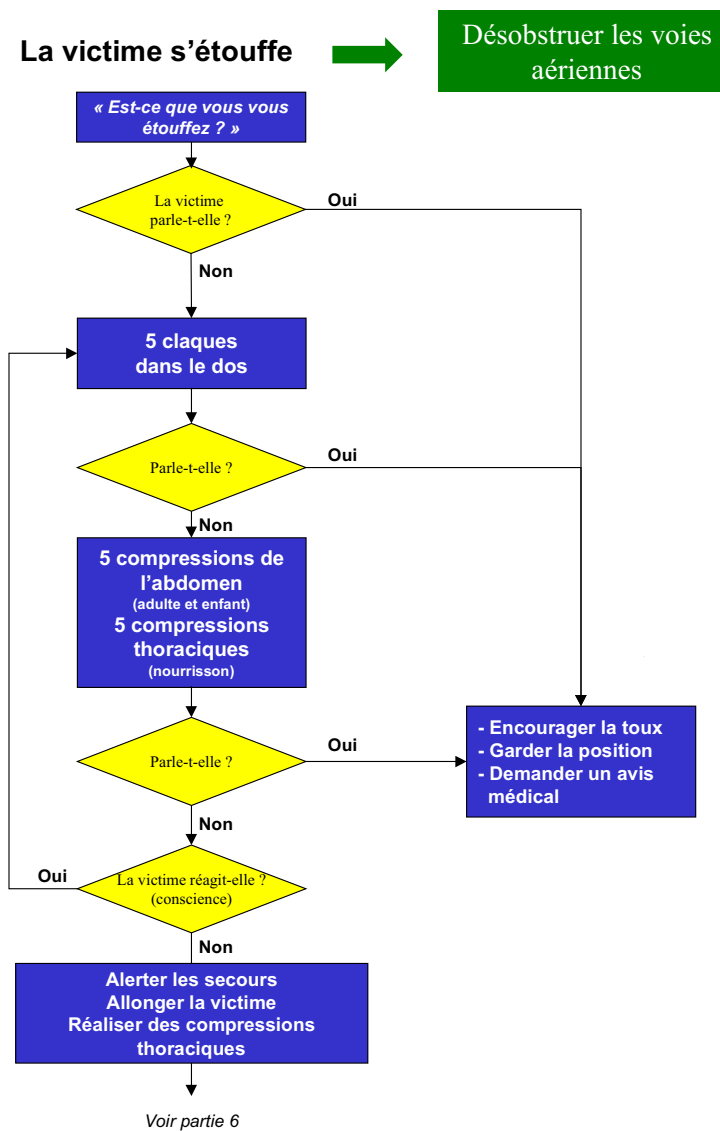 La victime s’étouffe
Désobstruer les voies
aériennes
« Est-ce que vous vous
étouffez ? »
La victime
parle-t-elle ?
Oui
Non
5 claques
dans le dos
Parle-t-elle ?
Oui
Non
5 compressions de
l’abdomen
(adulte et enfant)
5 compressions
thoraciques
(nourrisson)
Parle-t-elle ?
Oui
- Encourager la toux
- Garder la position
- Demander un avis
médical
Non
Oui
La victime réagit-elle ?
(conscience)
Non
Alerter les secours
Allonger la victime
Réaliser des compressions
thoraciques
Voir partie 6